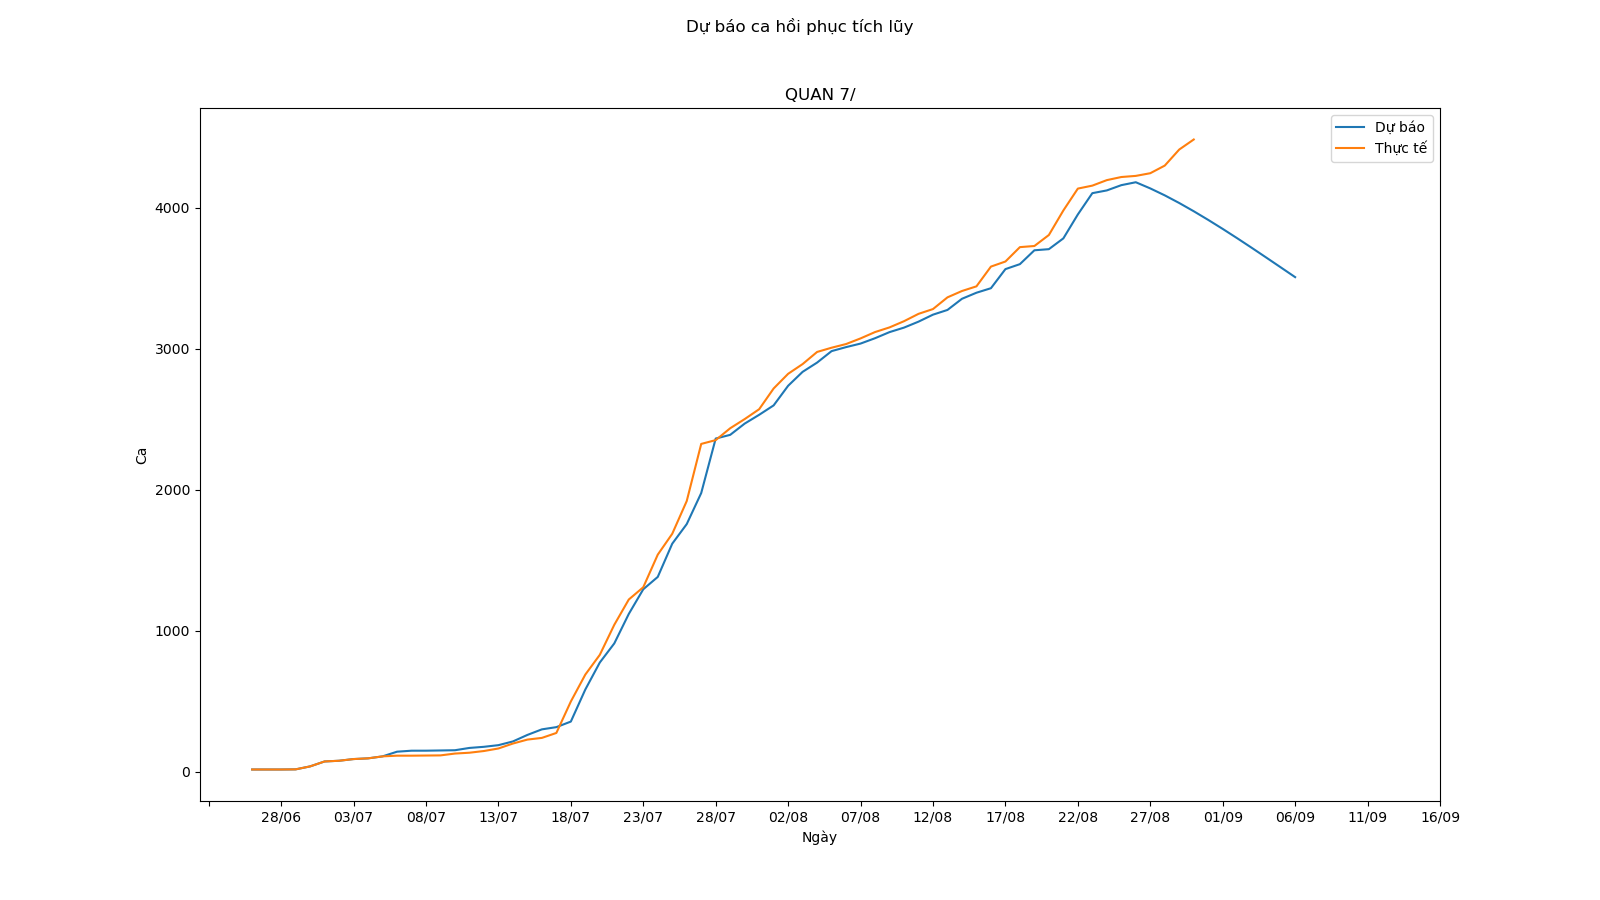 Dự báo ca hồi phục tích lũy
QUAN 7/
Dự báo
Thực tế
Ca
4000
3000
2000
1000
0
28/06 03/07 08/07 13/07 18/07 23/07 28/07 02/08 07/08 12/08 17/08 22/08 27/08 01/09 06/09 11/09 16/09
Ngày